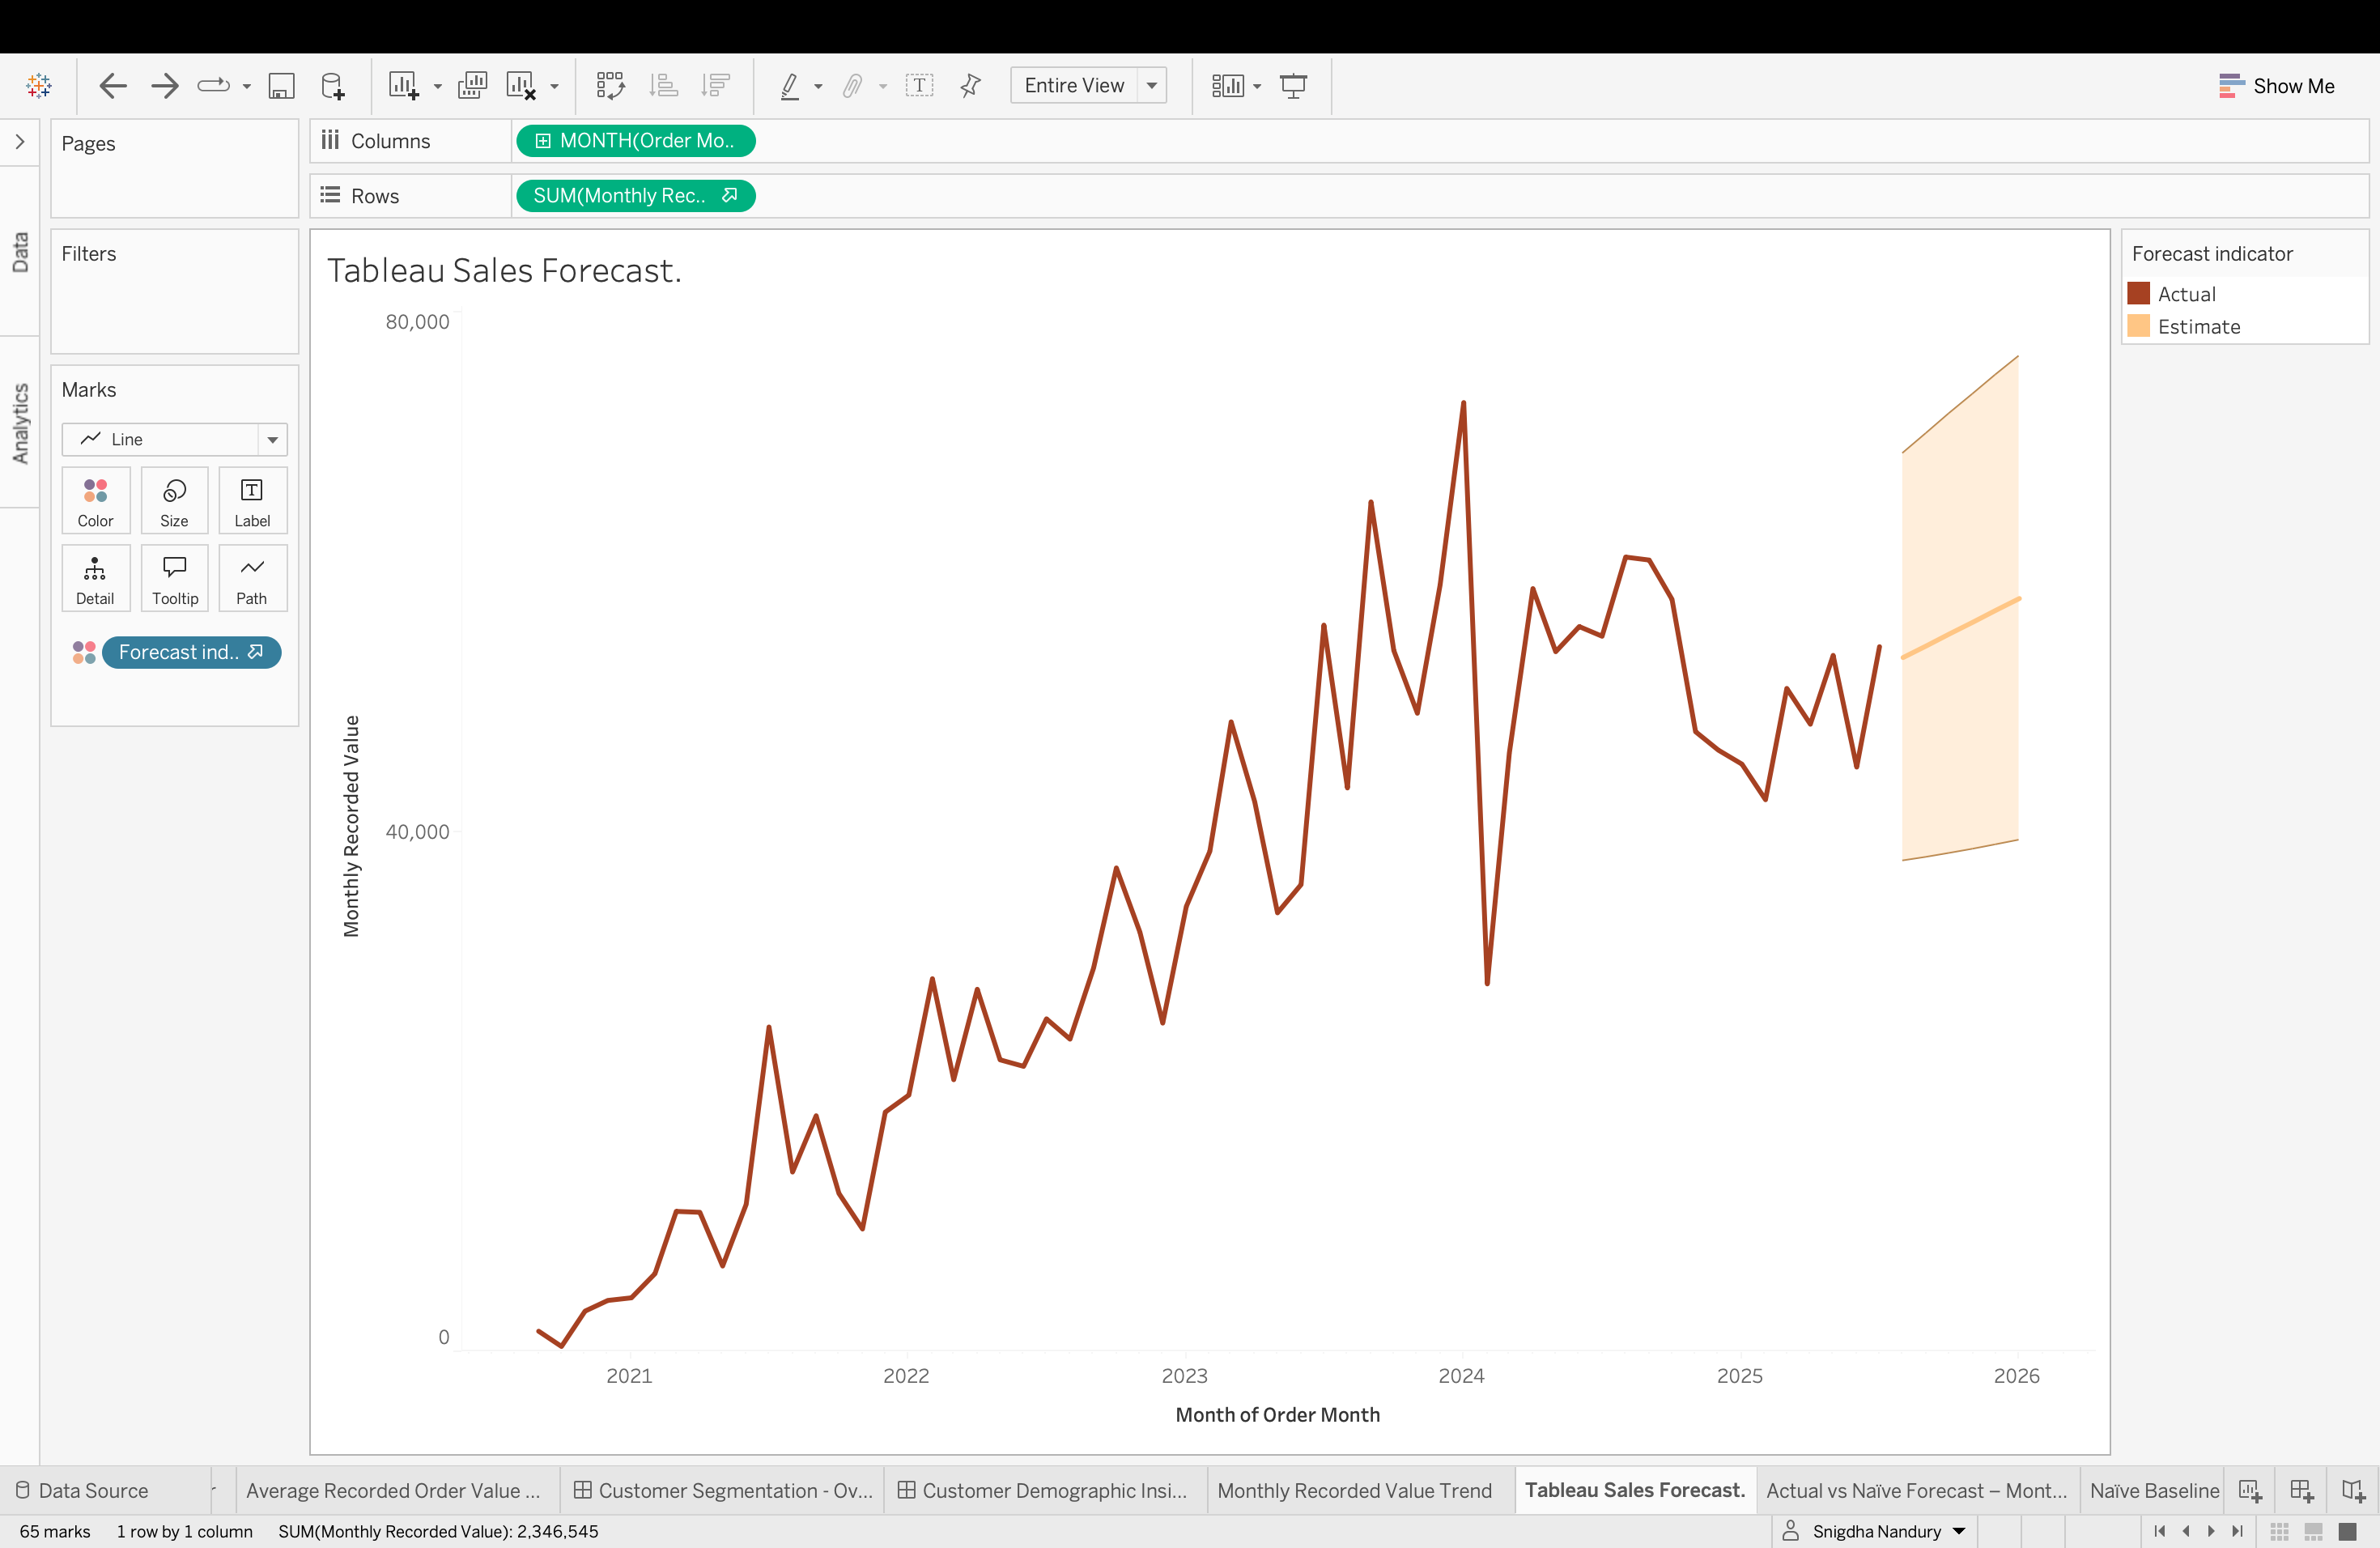 Show Me
Entire View
Pages
Columns
MONTH(Order Mo..
Rows
SUM(Monthly Rec..
Data
Analytics
Filters
Marks
Line
Color
Size
Label
Detail
Tooltip
Path
Forecast ind..
Tableau Sales Forecast.
80,000
40,000
0
Monthly Recorded Value
2021
2022
2023
2024
2025
2026
Month of Order Month
Forecast indicator
Actual
Estimate
Data Source
Average Recorded Order Value ...
Customer Segmentation - Ov...
Customer Demographic Insi...
Monthly Recorded Value Trend
Tableau Sales Forecast.
Actual vs Naïve Forecast – Mont...
Naïve Baseline
65 marks
1 row by 1 column
SUM(Monthly Recorded Value): 2,346,545
Snigdha Nandury